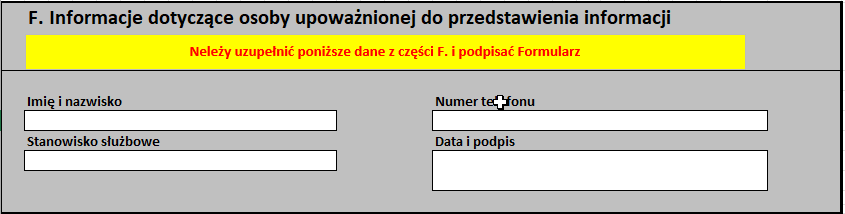 F. Informacje dotyczące osoby upoważnionej do przedstawienia informacji
Neleży uzupełnić poniższe dane z części F. i podpisać Formularz
Imię i nazwisko
Numer telefonu
Stanowisko służbowe
Data i podpis